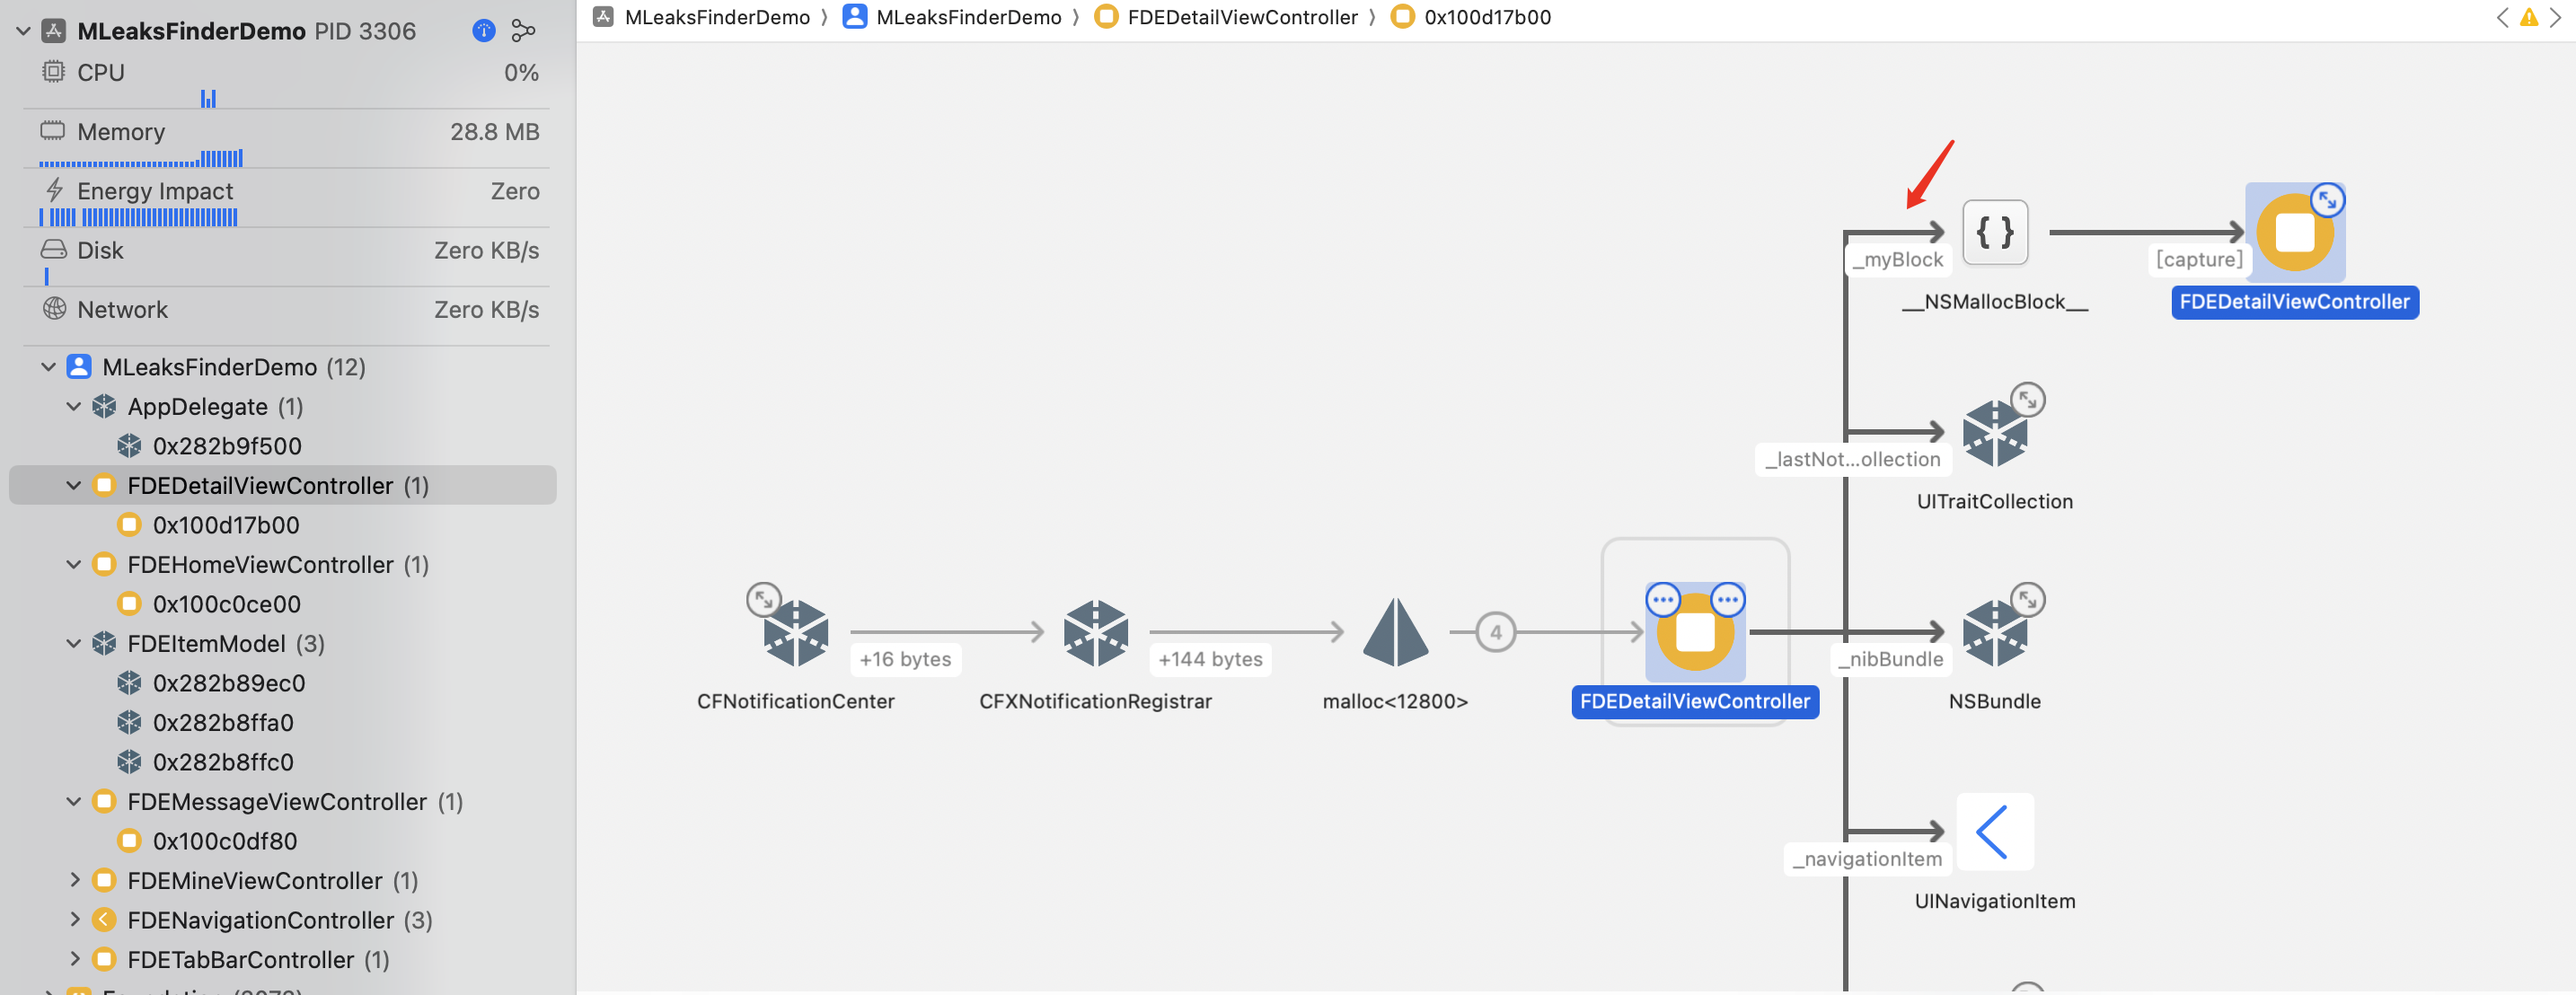 MLeaksFinderDemo PID 3306
CPU 0%
Memory 28.8 MB
Energy Impact Zero
Disk Zero KB/s
Network Zero KB/s
MLeaksFinderDemo (12)
AppDelegate (1)
0x282b9f500
FDEDetailViewController (1)
0x100d17b00
FDEHomeViewController (1)
0x100c0ce00
FDEItemModel (3)
0x282b89ec0
0x282b8ffa0
0x282b8ffc0
FDEMessageViewController (1)
0x100c0df80
FDEMineViewController (1)
FDENavigationController (3)
FDETabBarController (1)
MLeaksFinderDemo 〉 MLeaksFinderDemo 〉 FDEDetailViewController 〉 0x100d17b00
{ }
_myBlock
[capture]
__NSMallocBlock__
FDEDetailViewController
_lastNot...ollection
UITraitCollection
4
+16 bytes
+144 bytes
_nibBundle
CFNotificationCenter
CFXNotificationRegistrar
malloc<12800>
FDEDetailViewController
NSBundle
_navigationItem
UINavigationItem